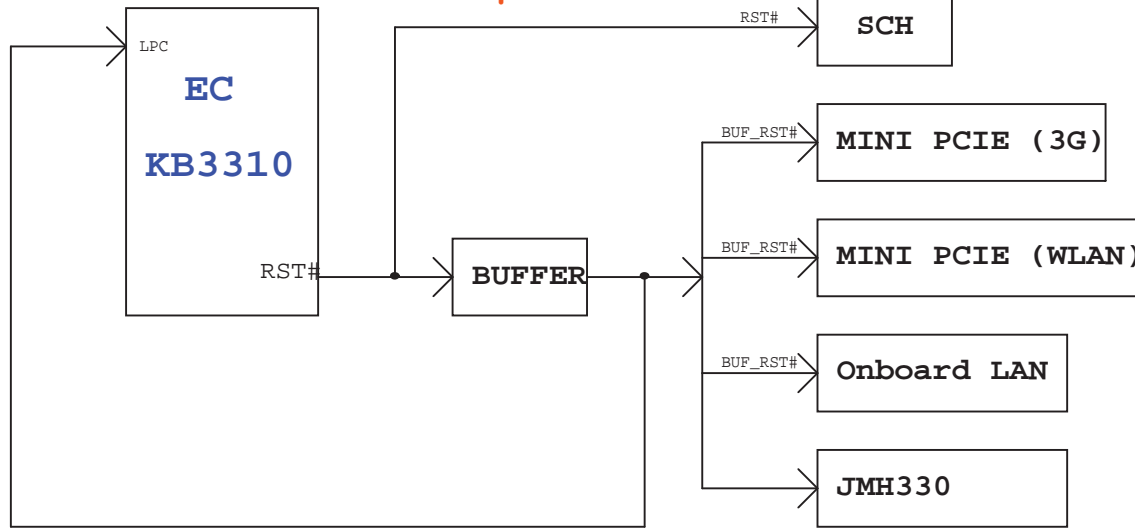 LPC
EC
KB3310
RST#
BUFFER
RST#
SCH
BUF_RST#
MINI PCIE (3G)
BUF_RST#
MINI PCIE (WLAN)
BUF_RST#
Onboard LAN
JMH330